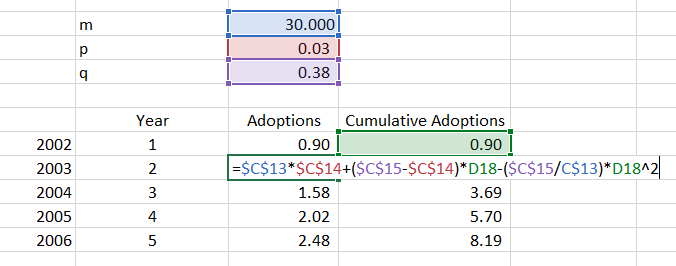 m 30.000
p 0.03
q 0.38
Year Adoptions Cumulative Adoptions
2002 1 0.90 0.90
2003 2 =$C$13*$C$14+($C$15-$C$14)*D18-($C$15/C$13)*D18^2
2004 3 1.58 3.69
2005 4 2.02 5.70
2006 5 2.48 8.19